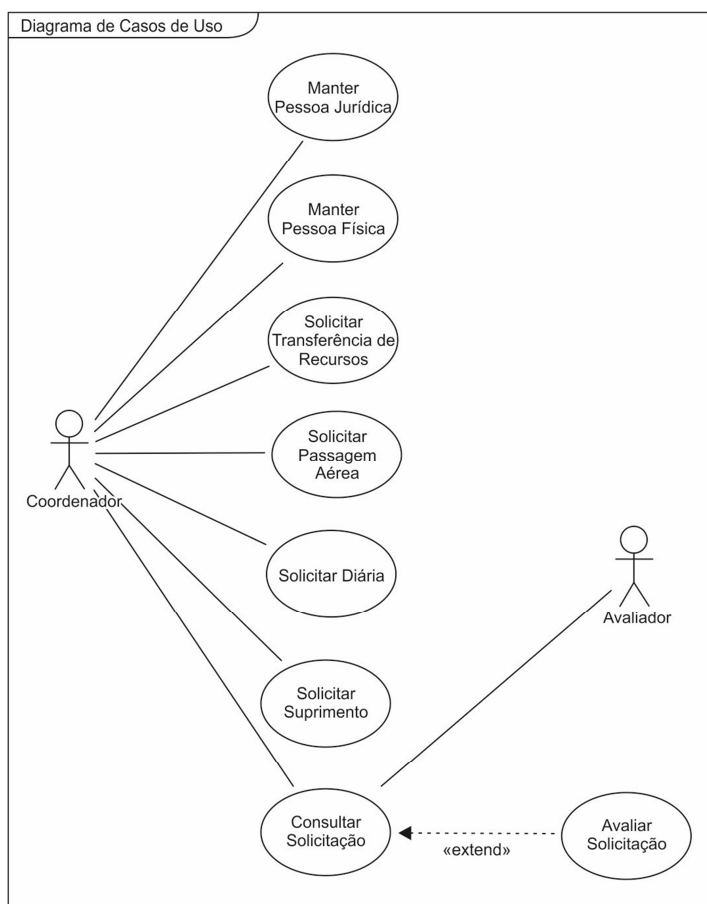 Diagrama de Casos de Uso
Manter
Pessoa Jurídica
Manter
Pessoa Física
Solicitar
Transferência de
Recursos
Solicitar
Passagem
Aérea
Coordenador
Solicitar Diária
Avaliador
Solicitar
Suprimento
Consultar
Solicitação
«extend»
Avaliar
Solicitação